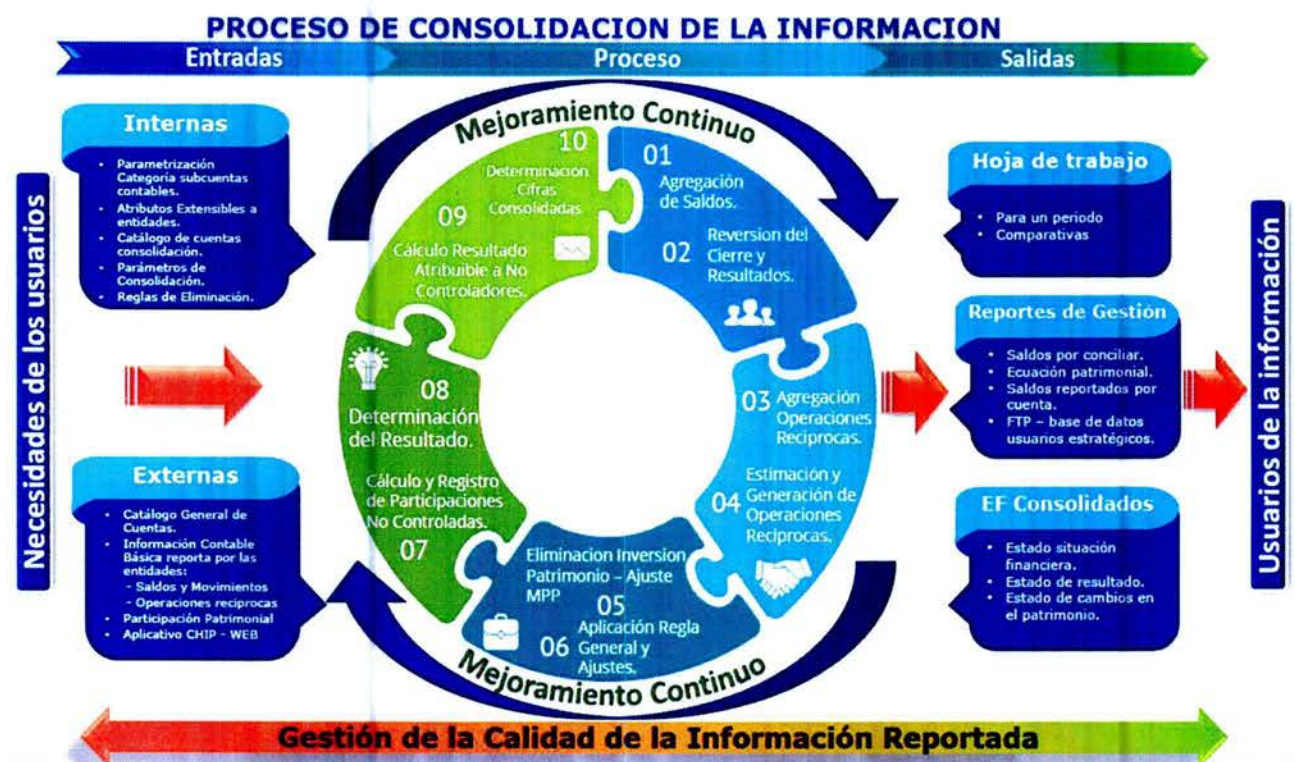 PROCESO DE CONSOLIDACION DE LA INFORMACION
Entradas
Proceso
Salidas
Necesidades de los usuarios
Internas
• Parametrización
Categoría subcuentas
contables.
• Atributos Extensibles a
entidades.
• Catálogo de cuentas
consolidación.
• Parámetros de
Consolidación.
• Reglas de Eliminación.
Externas
• Catálogo General de
Cuentas.
• Información Contable
Básica reporta por las
entidades:
- Saldos y Movimientos
- Operaciones reciprocas
• Participación Patrimonial
• Aplicativo CHIP - WEB
Mejoramiento Continuo
01
Agregación
de Saldos.
02
Reversion del
Cierre y
Resultados.
03
Agregación
Operaciones
Reciprocas.
04
Estimación y
Generación de
Operaciones
Reciprocas.
Eliminacion Inversion
Patrimonio – Ajuste
MPP
05
06
Aplicación Regla
General y
Ajustes.
Cálculo y Registro
de Participaciones
No Controladas.
07
08
Determinación
del Resultado.
09
Cálculo Resultado
Atribuible a No
Controladores.
10
Determinación
Cifras
Consolidadas
Mejoramiento Continuo
Hoja de trabajo
• Para un periodo
• Comparativas
Reportes de Gestión
• Saldos por conciliar.
• Ecuación patrimonial.
• Saldos reportados por
cuenta.
• FTP – base de datos
usuarios estratégicos.
EF Consolidados
• Estado situación
financiera.
• Estado de resultado.
• Estado de cambios en
el patrimonio.
Usuarios de la información
Gestión de la Calidad de la Información Reportada